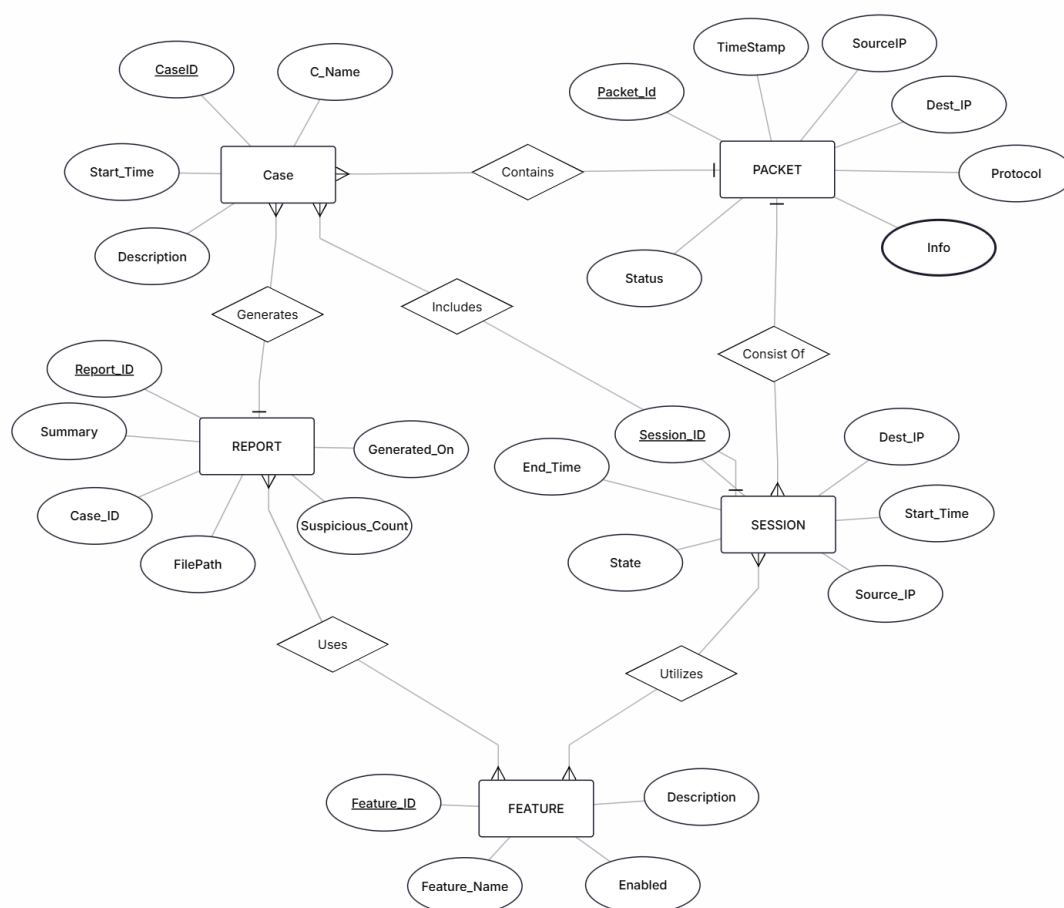 CaseID
C_Name
Start_Time
Case
Description
TimeStamp
SourceIP
Packet_Id
Dest_IP
PACKET
Protocol
Info
Status
Contains
Generates
Includes
Consist Of
Report_ID
Summary
REPORT
Generated_On
Case_ID
Suspicious_Count
FilePath
Session_ID
End_Time
Dest_IP
SESSION
Start_Time
State
Source_IP
Uses
Utilizes
Feature_ID
FEATURE
Description
Feature_Name
Enabled